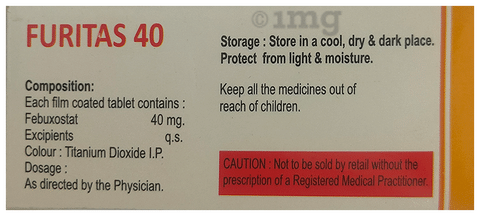 ©1mg
FURITAS 40
Composition:
Each film coated tablet contains :
Febuxostat 40 mg.
Excipients q.s.
Colour : Titanium Dioxide I.P.
Dosage :
As directed by the Physician.
Storage : Store in a cool, dry & dark place.
Protect from light & moisture.
Keep all the medicines out of
reach of children.
CAUTION : Not to be sold by retail without the
prescription of a Registered Medical Practitioner.